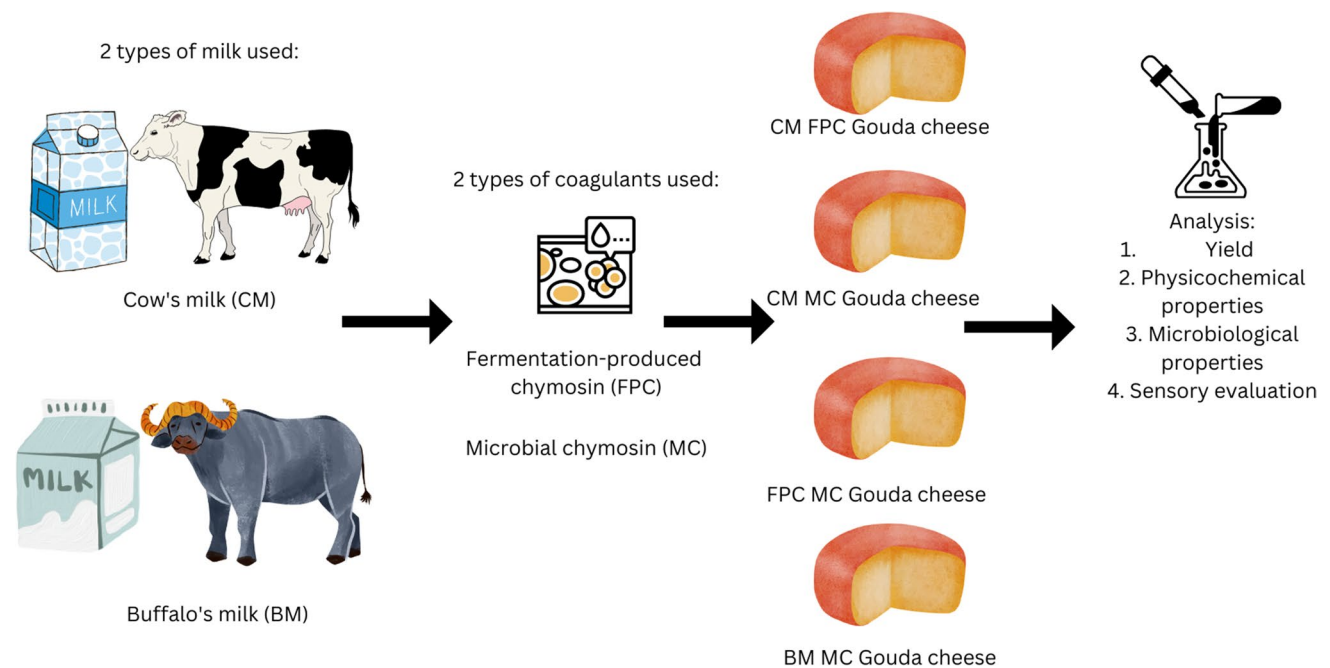 2 types of milk used:
MILK
Cow's milk (CM)
MILK
Buffalo's milk (BM)
2 types of coagulants used:
Fermentation-produced
chymosin (FPC)
Microbial chymosin (MC)
CM FPC Gouda cheese
CM MC Gouda cheese
FPC MC Gouda cheese
BM MC Gouda cheese
Analysis:
1. Yield
2. Physicochemical
properties
3. Microbiological
properties
4. Sensory evaluation